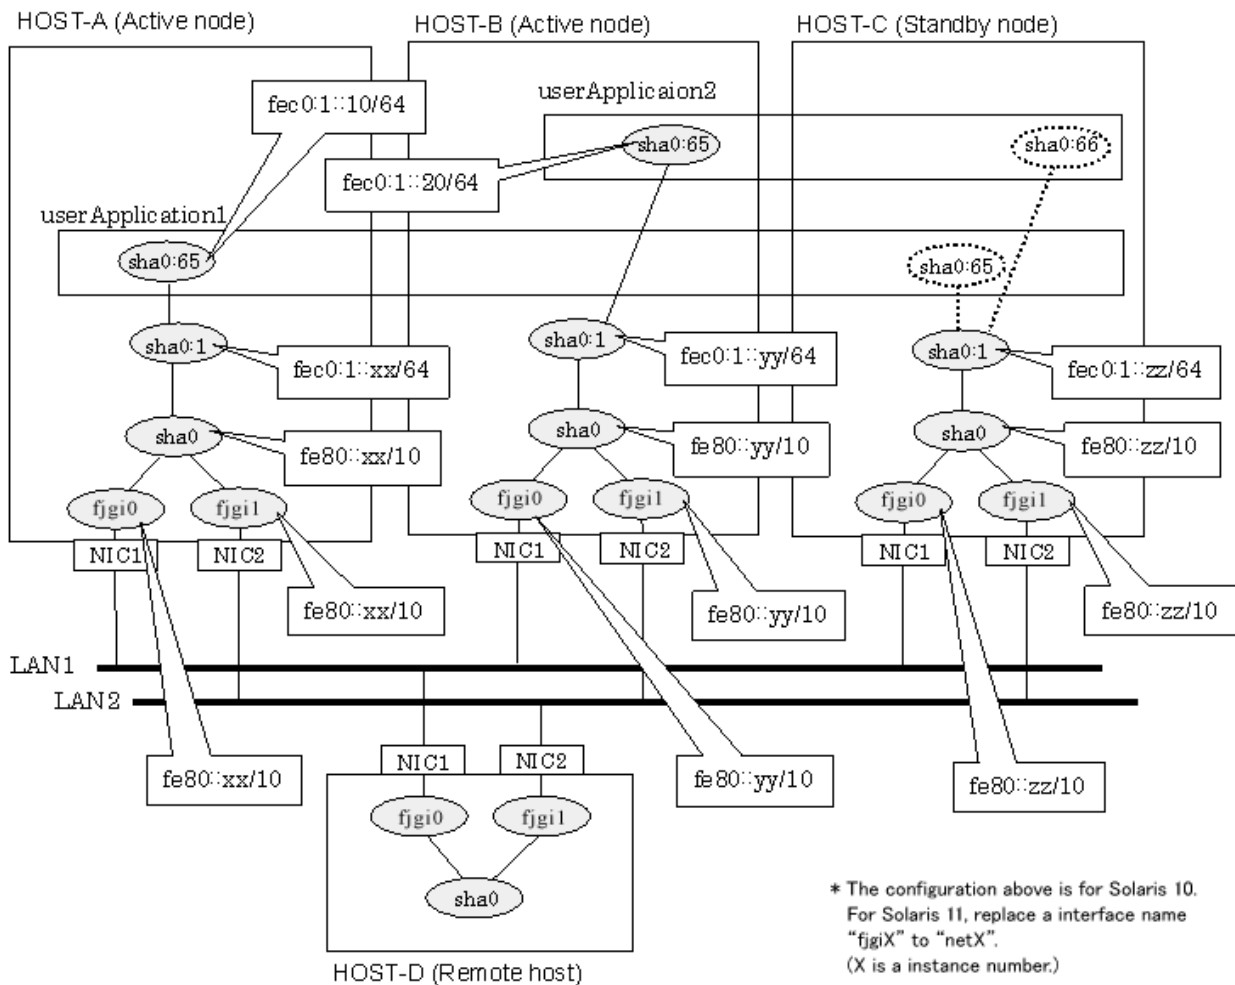 HOST-A (Active node)
HOST-B (Active node)
HOST-C (Standby node)
fec0:1::10/64
userApplicaion2
sha0:65
sha0:66
fec0:1::20/64
userApplication1
sha0:65
sha0:65
sha0:1
fec0:1::xx/64
sha0:1
fec0:1::yy/64
sha0:1
fec0:1::zz/64
sha0
fe80::xx/10
sha0
fe80::yy/10
sha0
fe80::zz/10
fjgi0
fjgi1
fjgi0
fjgi1
fjgi0
fjgi1
NIC1
NIC2
NIC1
NIC2
NIC1
NIC2
fe80::xx/10
fe80::yy/10
fe80::zz/10
LAN1
LAN2
fe80::xx/10
NIC1
NIC2
fe80::yy/10
fe80::zz/10
fjgi0
fjgi1
sha0
HOST-D (Remote host)
* The configuration above is for Solaris 10.
For Solaris 11, replace a interface name
“fjgiX” to “netX”.
(X is a instance number.)